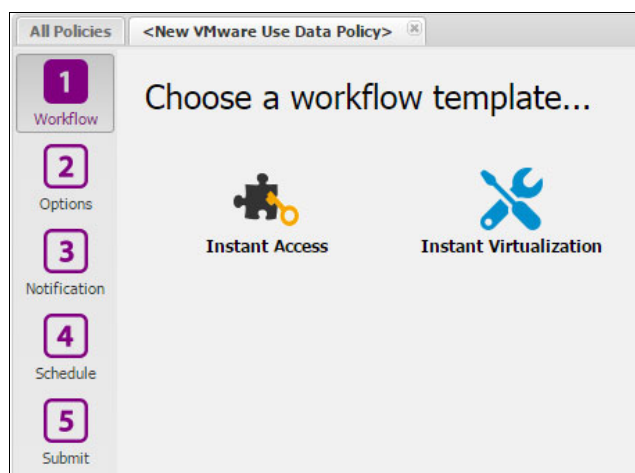 All Policies
<New VMware Use Data Policy>
1
Workflow
2
Options
3
Notification
4
Schedule
5
Submit
Choose a workflow template...
Instant Access
Instant Virtualization